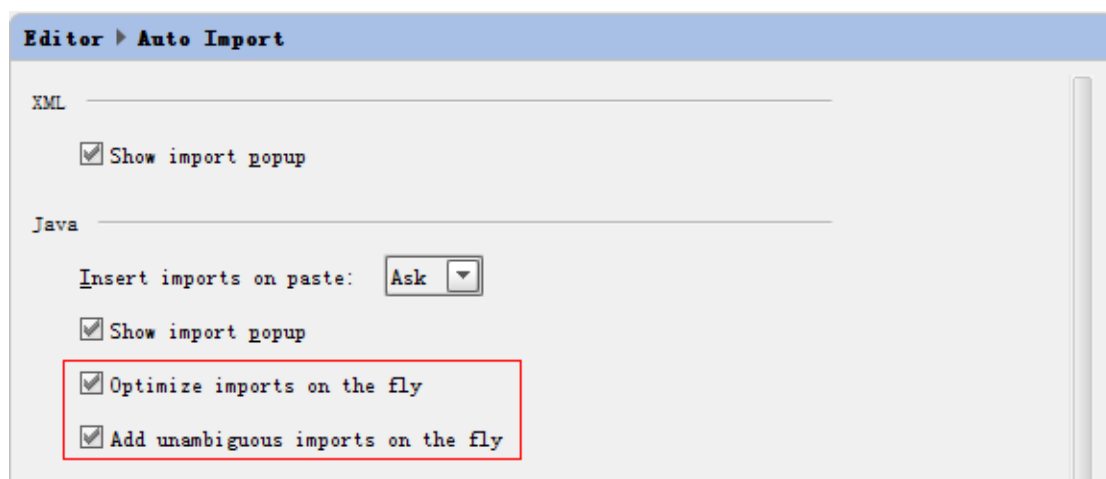 Editor ▶ Auto Import
XML
Show import popup
Java
Insert imports on paste: Ask
Show import popup
Optimize imports on the fly
Add unambiguous imports on the fly